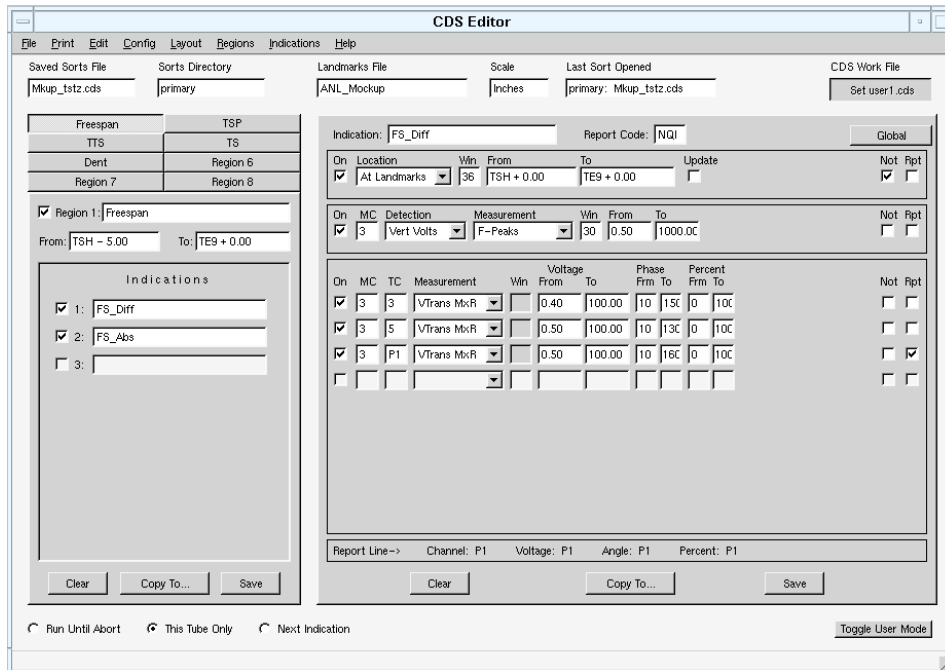 CDS Editor
File Print Edit Config Layout Regions Indications Help
Saved Sorts File Sorts Directory Landmarks File Scale Last Sort Opened CDS Work File
Mkup_tstz.cds primary ANL_Mockup Inches primary: Mkup_tstz.cds Set user1.cds
Freespan TSP
TTS TS
Dent Region 6
Region 7 Region 8
Region 1: Freespan
From: TSH - 5.00 To: TE9 + 0.00
Indications
1: FS_Diff
2: FS_Abs
3:
Clear Copy To... Save
Indication: FS_Diff Report Code: NQI Global
On Location Win From To Update Not Rpt
At Landmarks 36 TSH + 0.00 TE9 + 0.00
On MC Detection Measurement Win From To Not Rpt
3 Vert Volts F-Peaks 30 0.50 1000.00
Voltage Phase Percent
On MC TC Measurement Win From To Frm To Frm To Not Rpt
3 3 VTrans MxR 0.40 100.00 10 150 0 100
3 5 VTrans MxR 0.50 100.00 10 130 0 100
3 P1 VTrans MxR 0.50 100.00 10 160 0 100
Report Line-> Channel: P1 Voltage: P1 Angle: P1 Percent: P1
Clear Copy To... Save
Run Until Abort This Tube Only Next Indication Toggle User Mode